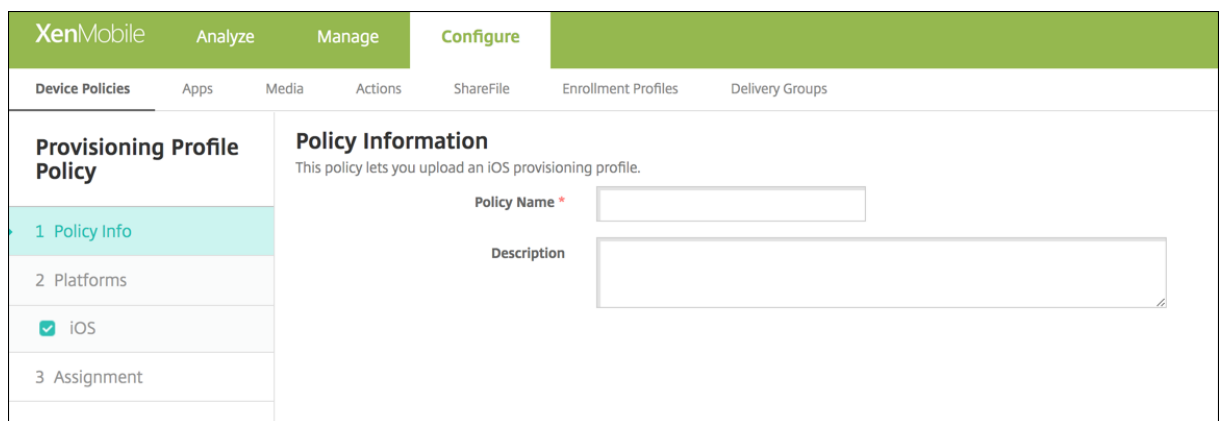 XenMobile Analyze Manage Configure
Device Policies Apps Media Actions ShareFile Enrollment Profiles Delivery Groups
Provisioning Profile
Policy
1 Policy Info
2 Platforms
iOS
3 Assignment
Policy Information
This policy lets you upload an iOS provisioning profile.
Policy Name *
Description